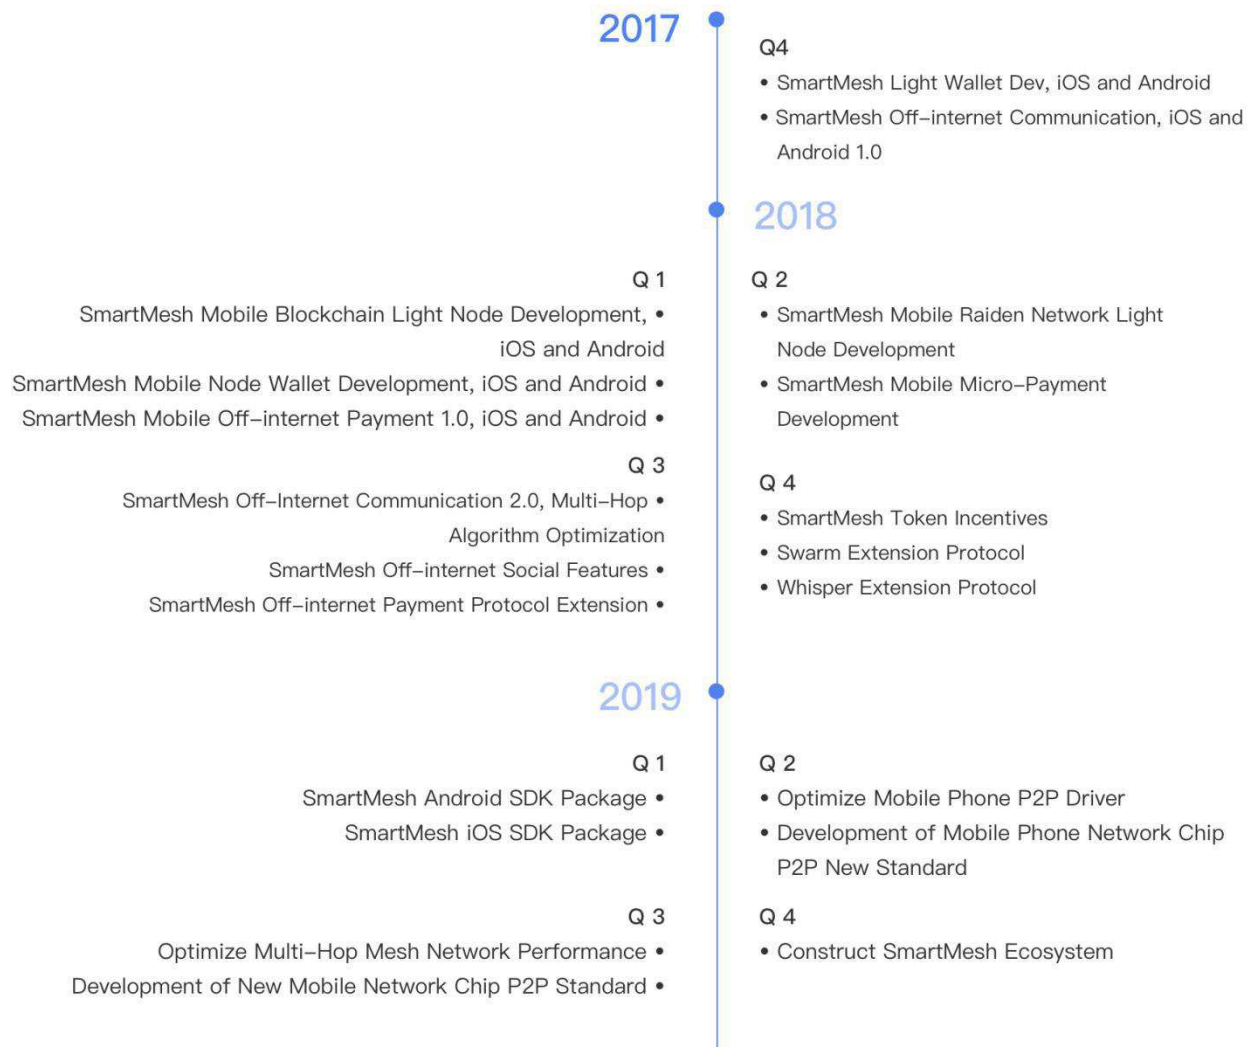 2017
Q4
• SmartMesh Light Wallet Dev, iOS and Android
• SmartMesh Off–internet Communication, iOS and
Android 1.0
2018
Q 1
SmartMesh Mobile Blockchain Light Node Development, •
iOS and Android
SmartMesh Mobile Node Wallet Development, iOS and Android •
SmartMesh Mobile Off–internet Payment 1.0, iOS and Android •
Q 2
• SmartMesh Mobile Raiden Network Light
Node Development
• SmartMesh Mobile Micro–Payment
Development
Q 3
SmartMesh Off–Internet Communication 2.0, Multi–Hop •
Algorithm Optimization
SmartMesh Off–internet Social Features •
SmartMesh Off–internet Payment Protocol Extension •
Q 4
• SmartMesh Token Incentives
• Swarm Extension Protocol
• Whisper Extension Protocol
2019
Q 1
SmartMesh Android SDK Package •
SmartMesh iOS SDK Package •
Q 2
• Optimize Mobile Phone P2P Driver
• Development of Mobile Phone Network Chip
P2P New Standard
Q 3
Optimize Multi–Hop Mesh Network Performance •
Development of New Mobile Network Chip P2P Standard •
Q 4
• Construct SmartMesh Ecosystem